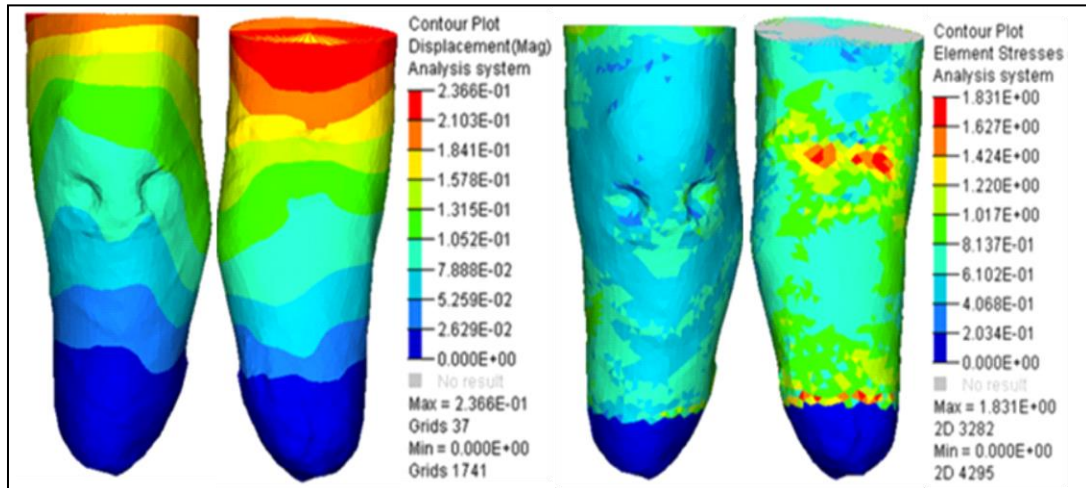 Contour Plot
Displacement(Mag)
Analysis system
2.366E-01
2.103E-01
1.841E-01
1.578E-01
1.315E-01
1.052E-01
7.888E-02
5.259E-02
2.629E-02
0.000E+00
No result
Max = 2.366E-01
Grids 37
Min = 0.000E+00
Grids 1741
Contour Plot
Element Stresses
Analysis system
1.831E+00
1.627E+00
1.424E+00
1.220E+00
1.017E+00
8.137E-01
6.102E-01
4.068E-01
2.034E-01
0.000E+00
No result
Max = 1.831E+00
2D 3282
Min = 0.000E+00
2D 4295